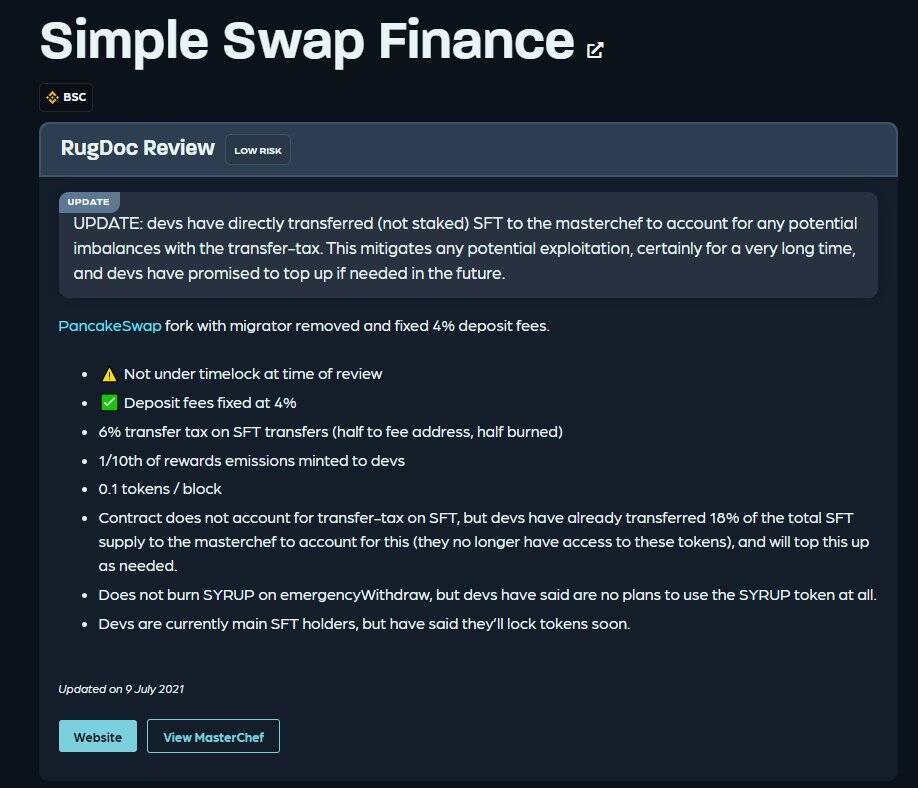 Simple Swap Finance
BSC
RugDoc Review LOW RISK
UPDATE
UPDATE: devs have directly transferred (not staked) SFT to the masterchef to account for any potential
imbalances with the transfer-tax. This mitigates any potential exploitation, certainly for a very long time,
and devs have promised to top up if needed in the future.
PancakeSwap fork with migrator removed and fixed 4% deposit fees.
• ⚠️ Not under timelock at time of review
• ✅ Deposit fees fixed at 4%
• 6% transfer tax on SFT transfers (half to fee address, half burned)
• 1/10th of rewards emissions minted to devs
• 0.1 tokens / block
• Contract does not account for transfer-tax on SFT, but devs have already transferred 18% of the total SFT
supply to the masterchef to account for this (they no longer have access to these tokens), and will top this up
as needed.
• Does not burn SYRUP on emergencyWithdraw, but devs have said are no plans to use the SYRUP token at all.
• Devs are currently main SFT holders, but have said they’ll lock tokens soon.
Updated on 9 July 2021
Website View MasterChef